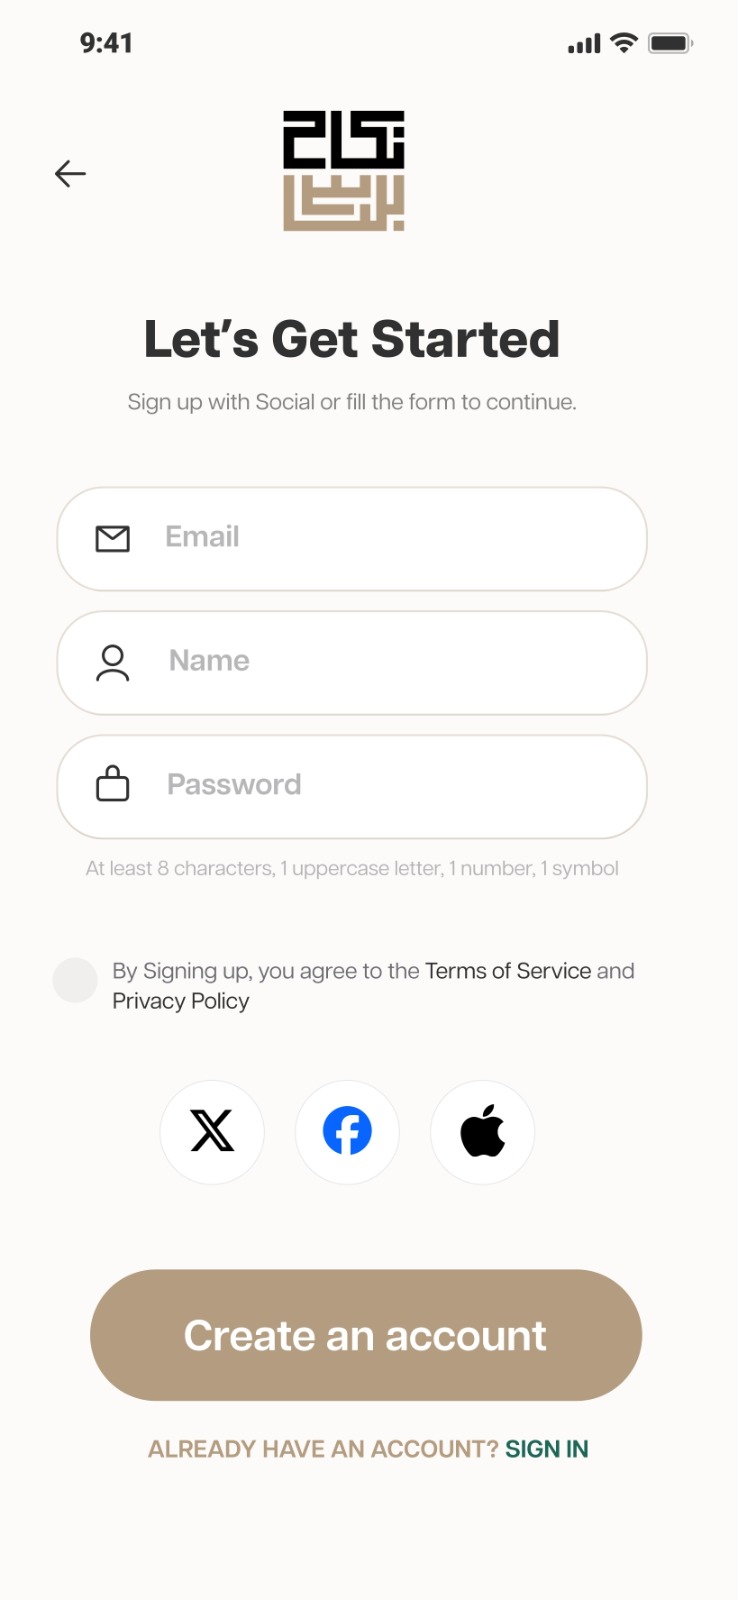 9:41
نكاح
Let’s Get Started
Sign up with Social or fill the form to continue.
Email
Name
Password
At least 8 characters, 1 uppercase letter, 1 number, 1 symbol
By Signing up, you agree to the Terms of Service and
Privacy Policy
Create an account
ALREADY HAVE AN ACCOUNT? SIGN IN